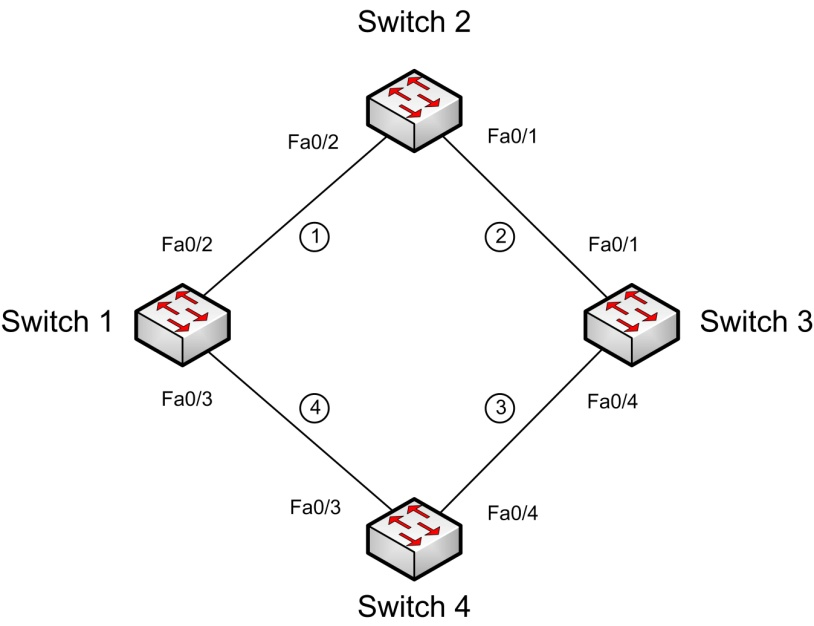 Switch 2
Fa0/2
Fa0/1
1
2
Fa0/2
Fa0/1
Switch 1
Switch 3
Fa0/3
4
3
Fa0/4
Fa0/3
Fa0/4
Switch 4